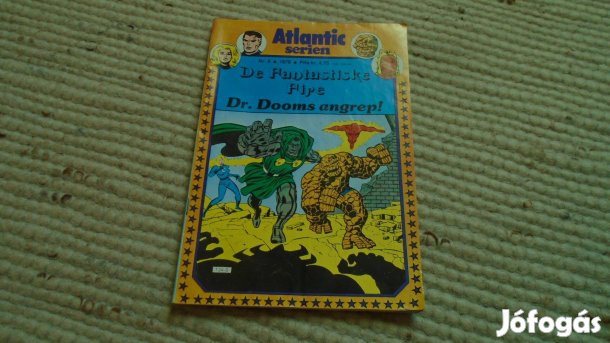 Atlantic
serien
De Fantastiske
Fire
Dr. Dooms angrep!
Jófogás